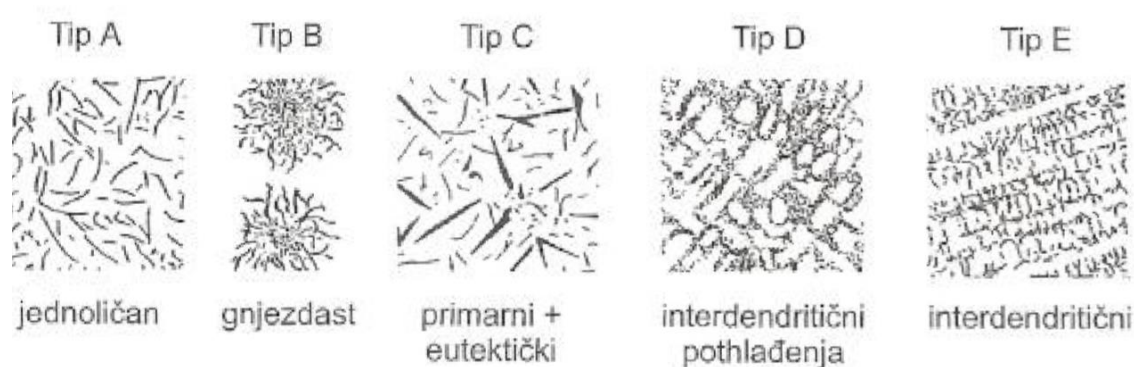 Tip A
Tip B
Tip C
Tip D
Tip E
jednoličan
gnjezdast
primarni +
eutektički
interdendritični
pothlađenja
interdendritični